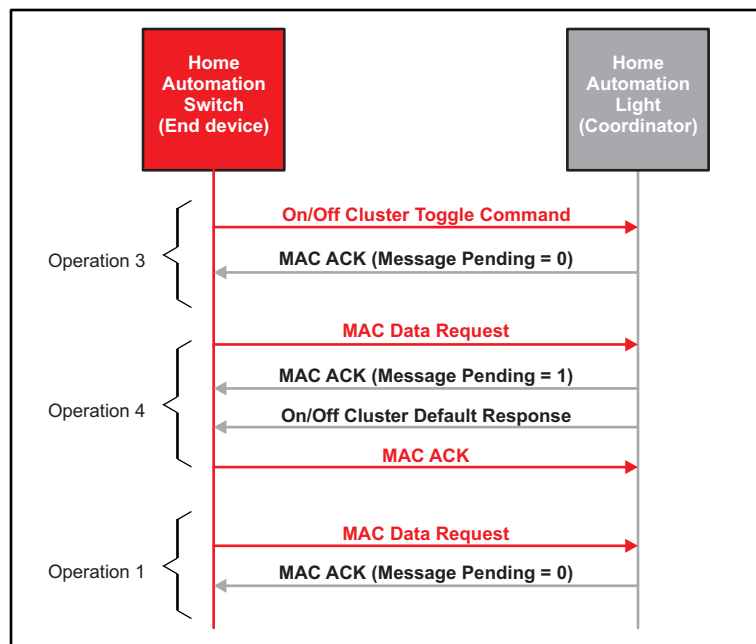 Home
Automation
Switch
(End device)
Home
Automation
Light
(Coordinator)
On/Off Cluster Toggle Command
Operation 3
MAC ACK (Message Pending = 0)
MAC Data Request
MAC ACK (Message Pending = 1)
Operation 4
On/Off Cluster Default Response
MAC ACK
MAC Data Request
Operation 1
MAC ACK (Message Pending = 0)